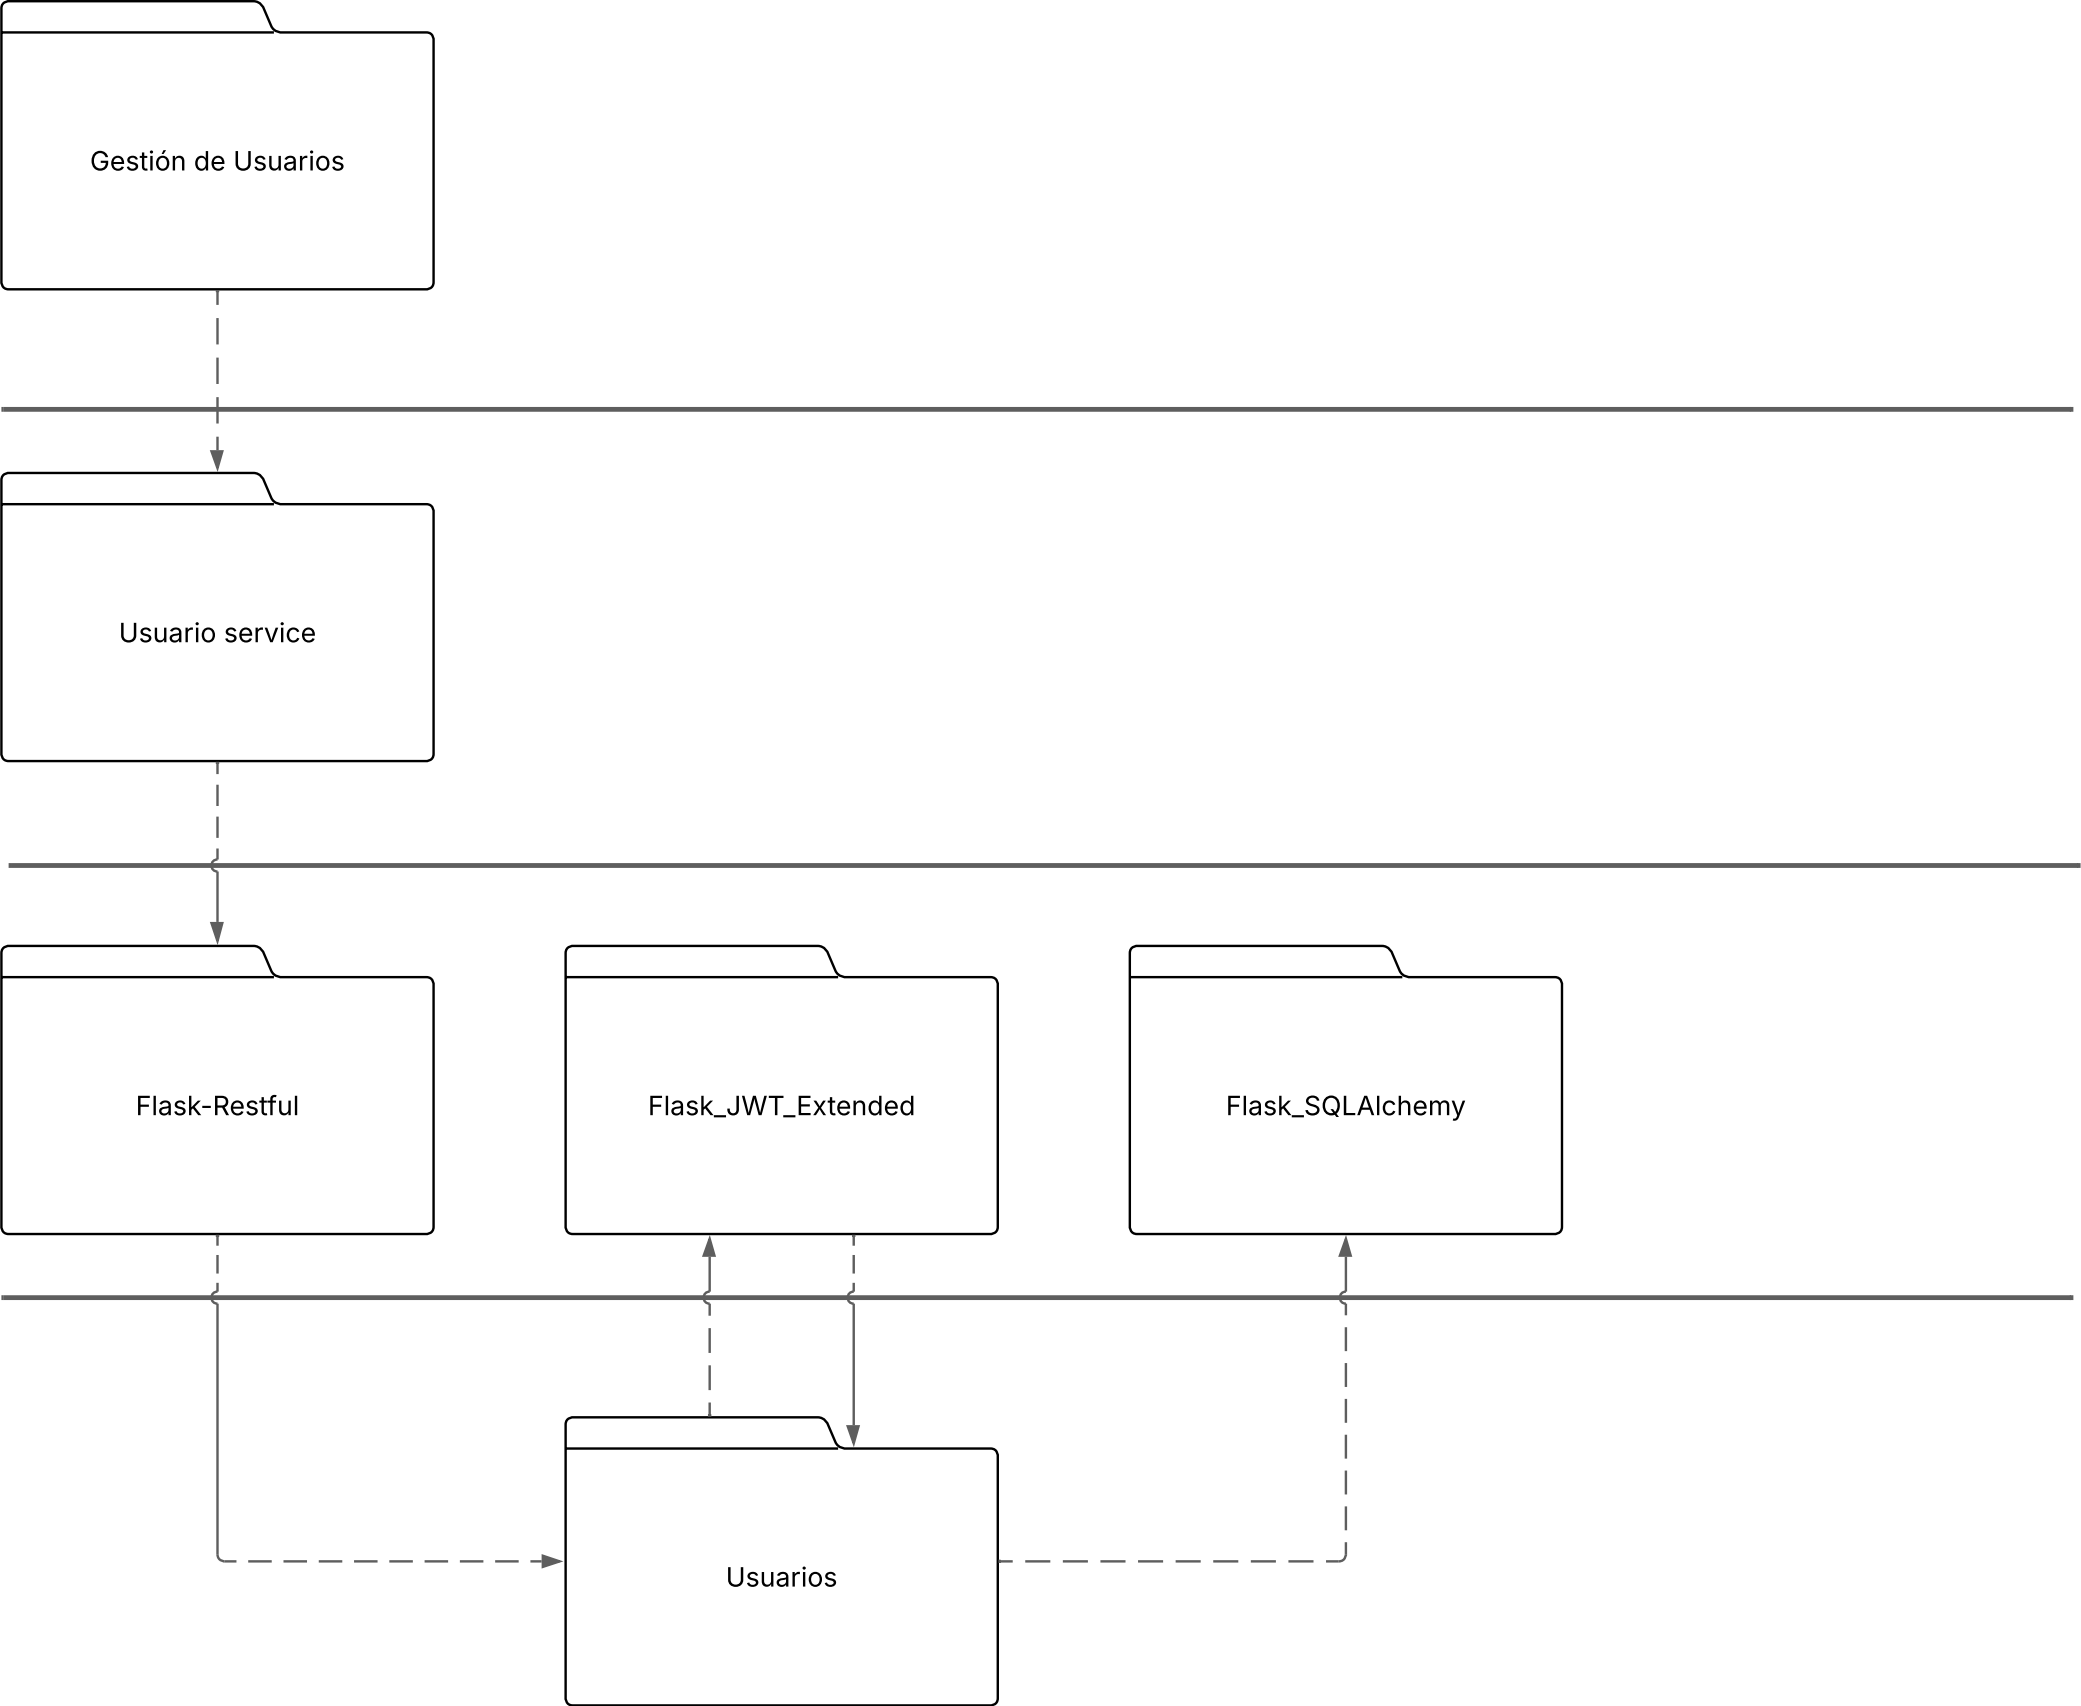 Gestión de Usuarios
Usuario service
Flask-Restful
Flask_JWT_Extended
Flask_SQLAlchemy
Usuarios